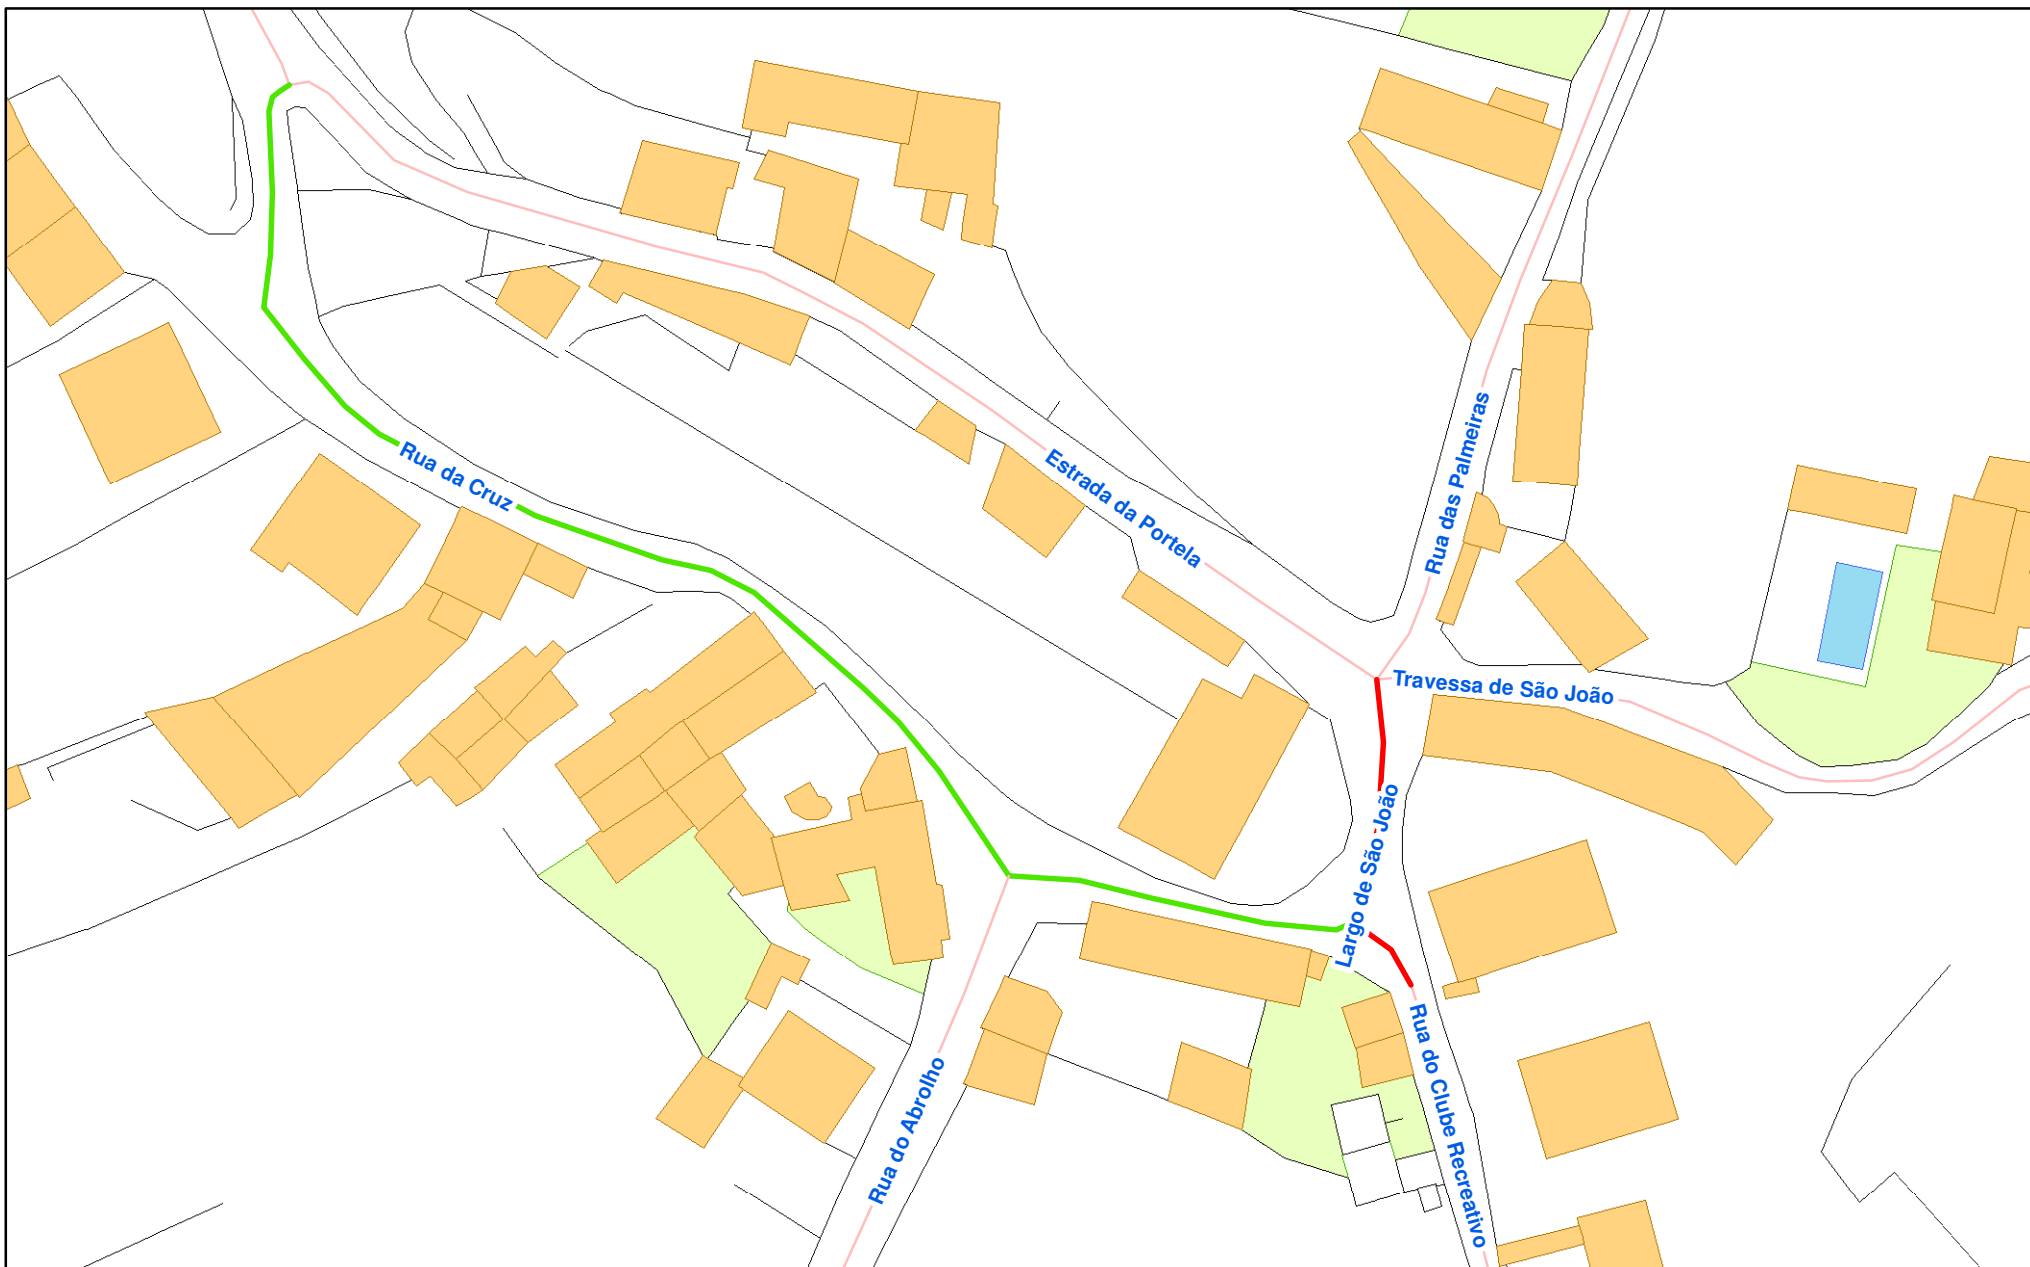 Rua da Cruz
Estrada da Portela
Rua das Palmeiras
Travessa de São João
Largo de São João
Rua do Abrolho
Rua do Clube Recreativo